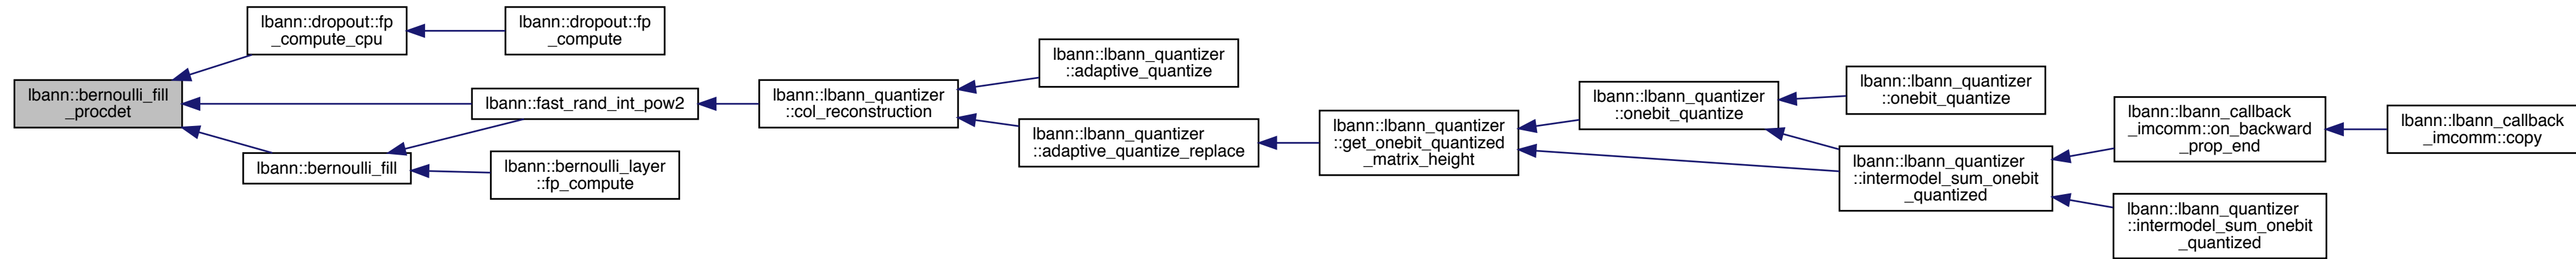 lbann::bernoulli_fill
_procdet
lbann::dropout::fp
_compute_cpu
lbann::dropout::fp
_compute
lbann::fast_rand_int_pow2
lbann::bernoulli_fill
lbann::bernoulli_layer
::fp_compute
lbann::lbann_quantizer
::col_reconstruction
lbann::lbann_quantizer
::adaptive_quantize
lbann::lbann_quantizer
::adaptive_quantize_replace
lbann::lbann_quantizer
::get_onebit_quantized
_matrix_height
lbann::lbann_quantizer
::onebit_quantize
lbann::lbann_quantizer
::onebit_quantize
lbann::lbann_quantizer
::intermodel_sum_onebit
_quantized
lbann::lbann_callback
_imcomm::on_backward
_prop_end
lbann::lbann_quantizer
::intermodel_sum_onebit
_quantized
lbann::lbann_callback
_imcomm::copy